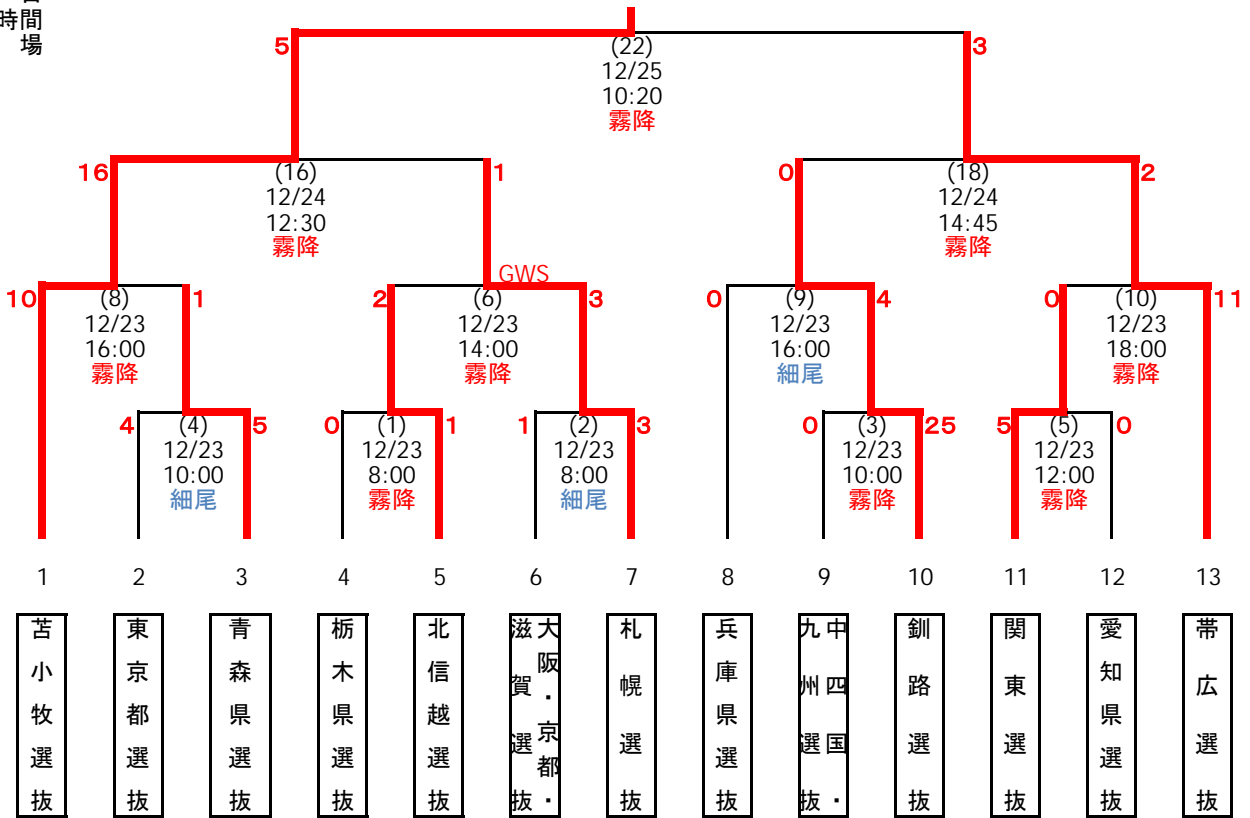 時間
場
5
3
(22)
12/25
10:20
霧降
16
1
0
2
(16)
12/24
12:30
霧降
(18)
12/24
14:45
霧降
GWS
10
1
2
3
0
4
0
11
(8)
12/23
16:00
霧降
(6)
12/23
14:00
霧降
(9)
12/23
16:00
細尾
(10)
12/23
18:00
霧降
4
5
0
1
1
3
0
25
5
0
(4)
12/23
10:00
細尾
(1)
12/23
8:00
霧降
(2)
12/23
8:00
細尾
(3)
12/23
10:00
霧降
(5)
12/23
12:00
霧降
1 2 3 4 5 6 7 8 9 10 11 12 13
苫小牧選抜
東京都選抜
青森県選抜
栃木県選抜
北信越選抜
大阪・京都・
滋賀選抜
札幌選抜
兵庫県選抜
中四国・
九州選抜
釧路選抜
関東選抜
愛知県選抜
帯広選抜